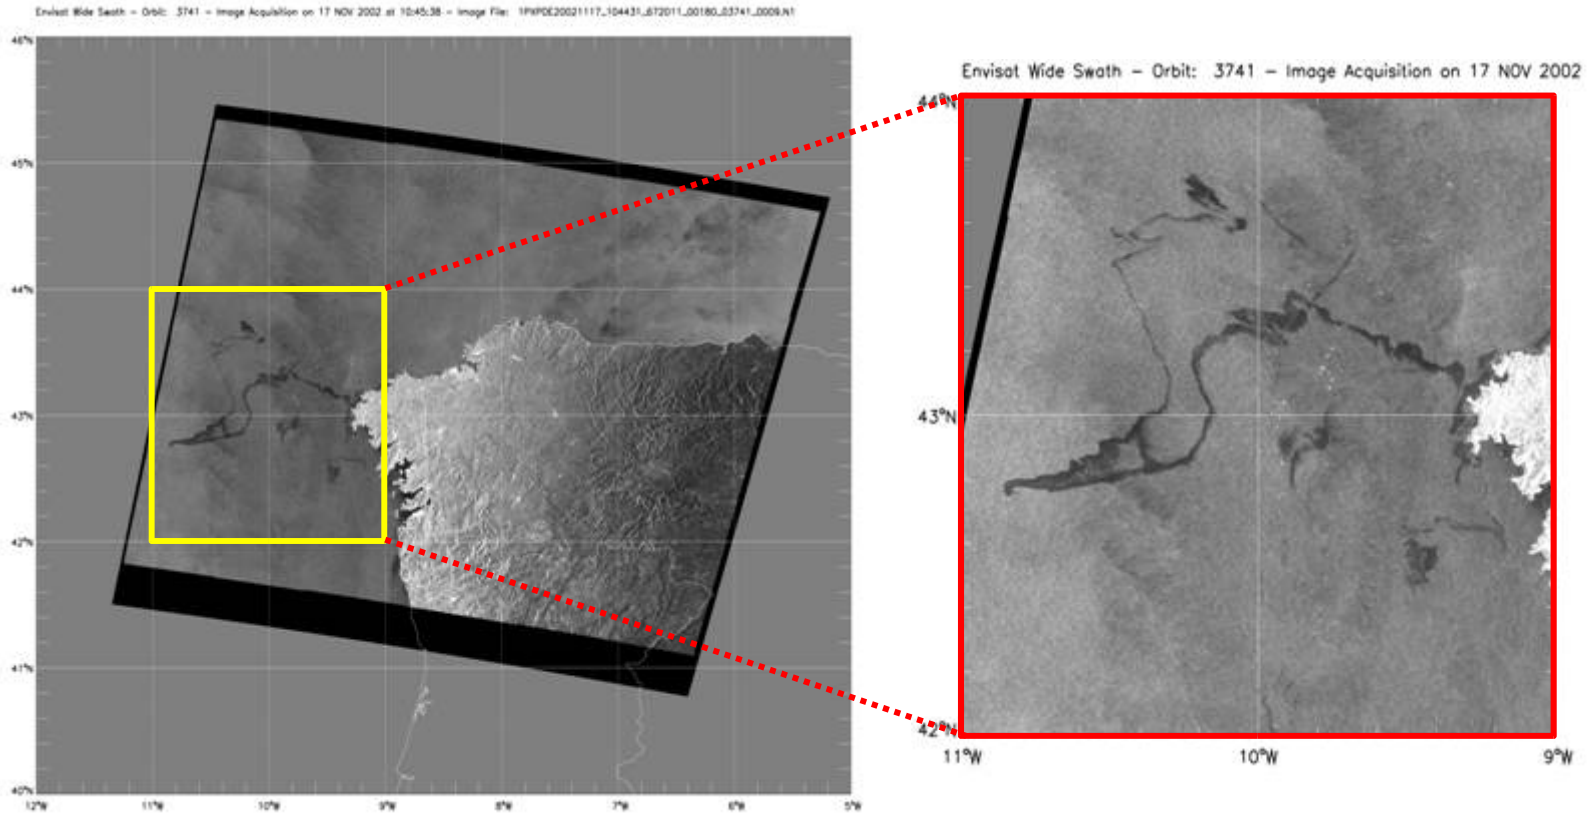 Envisat Wide Swath - Orbit: 3741 - Image Acquisition on 17 NOV 2002 at 10:45:38 - Image File: 1PXPDE20021117_104431_672011_00180_03741_0009.N1
46°N
45°N
44°N
43°N
42°N
41°N
40°N
12°W 11°W 10°W 9°W 8°W 7°W 6°W 5°W
Envisat Wide Swath - Orbit: 3741 - Image Acquisition on 17 NOV 2002
44°N
43°N
42°N
11°W 10°W 9°W